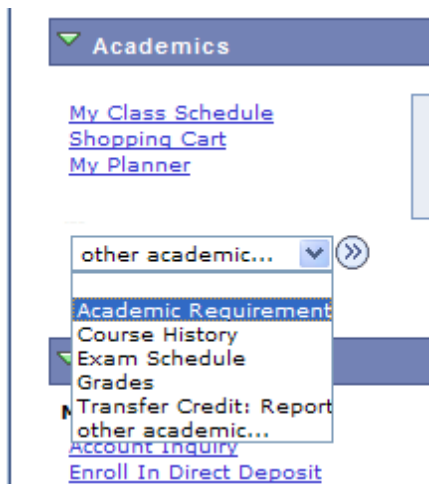 Academics
My Class Schedule
Shopping Cart
My Planner
other academic...
Academic Requirement
Course History
Exam Schedule
Grades
Transfer Credit: Report
other academic...
Account Inquiry
Enroll In Direct Deposit